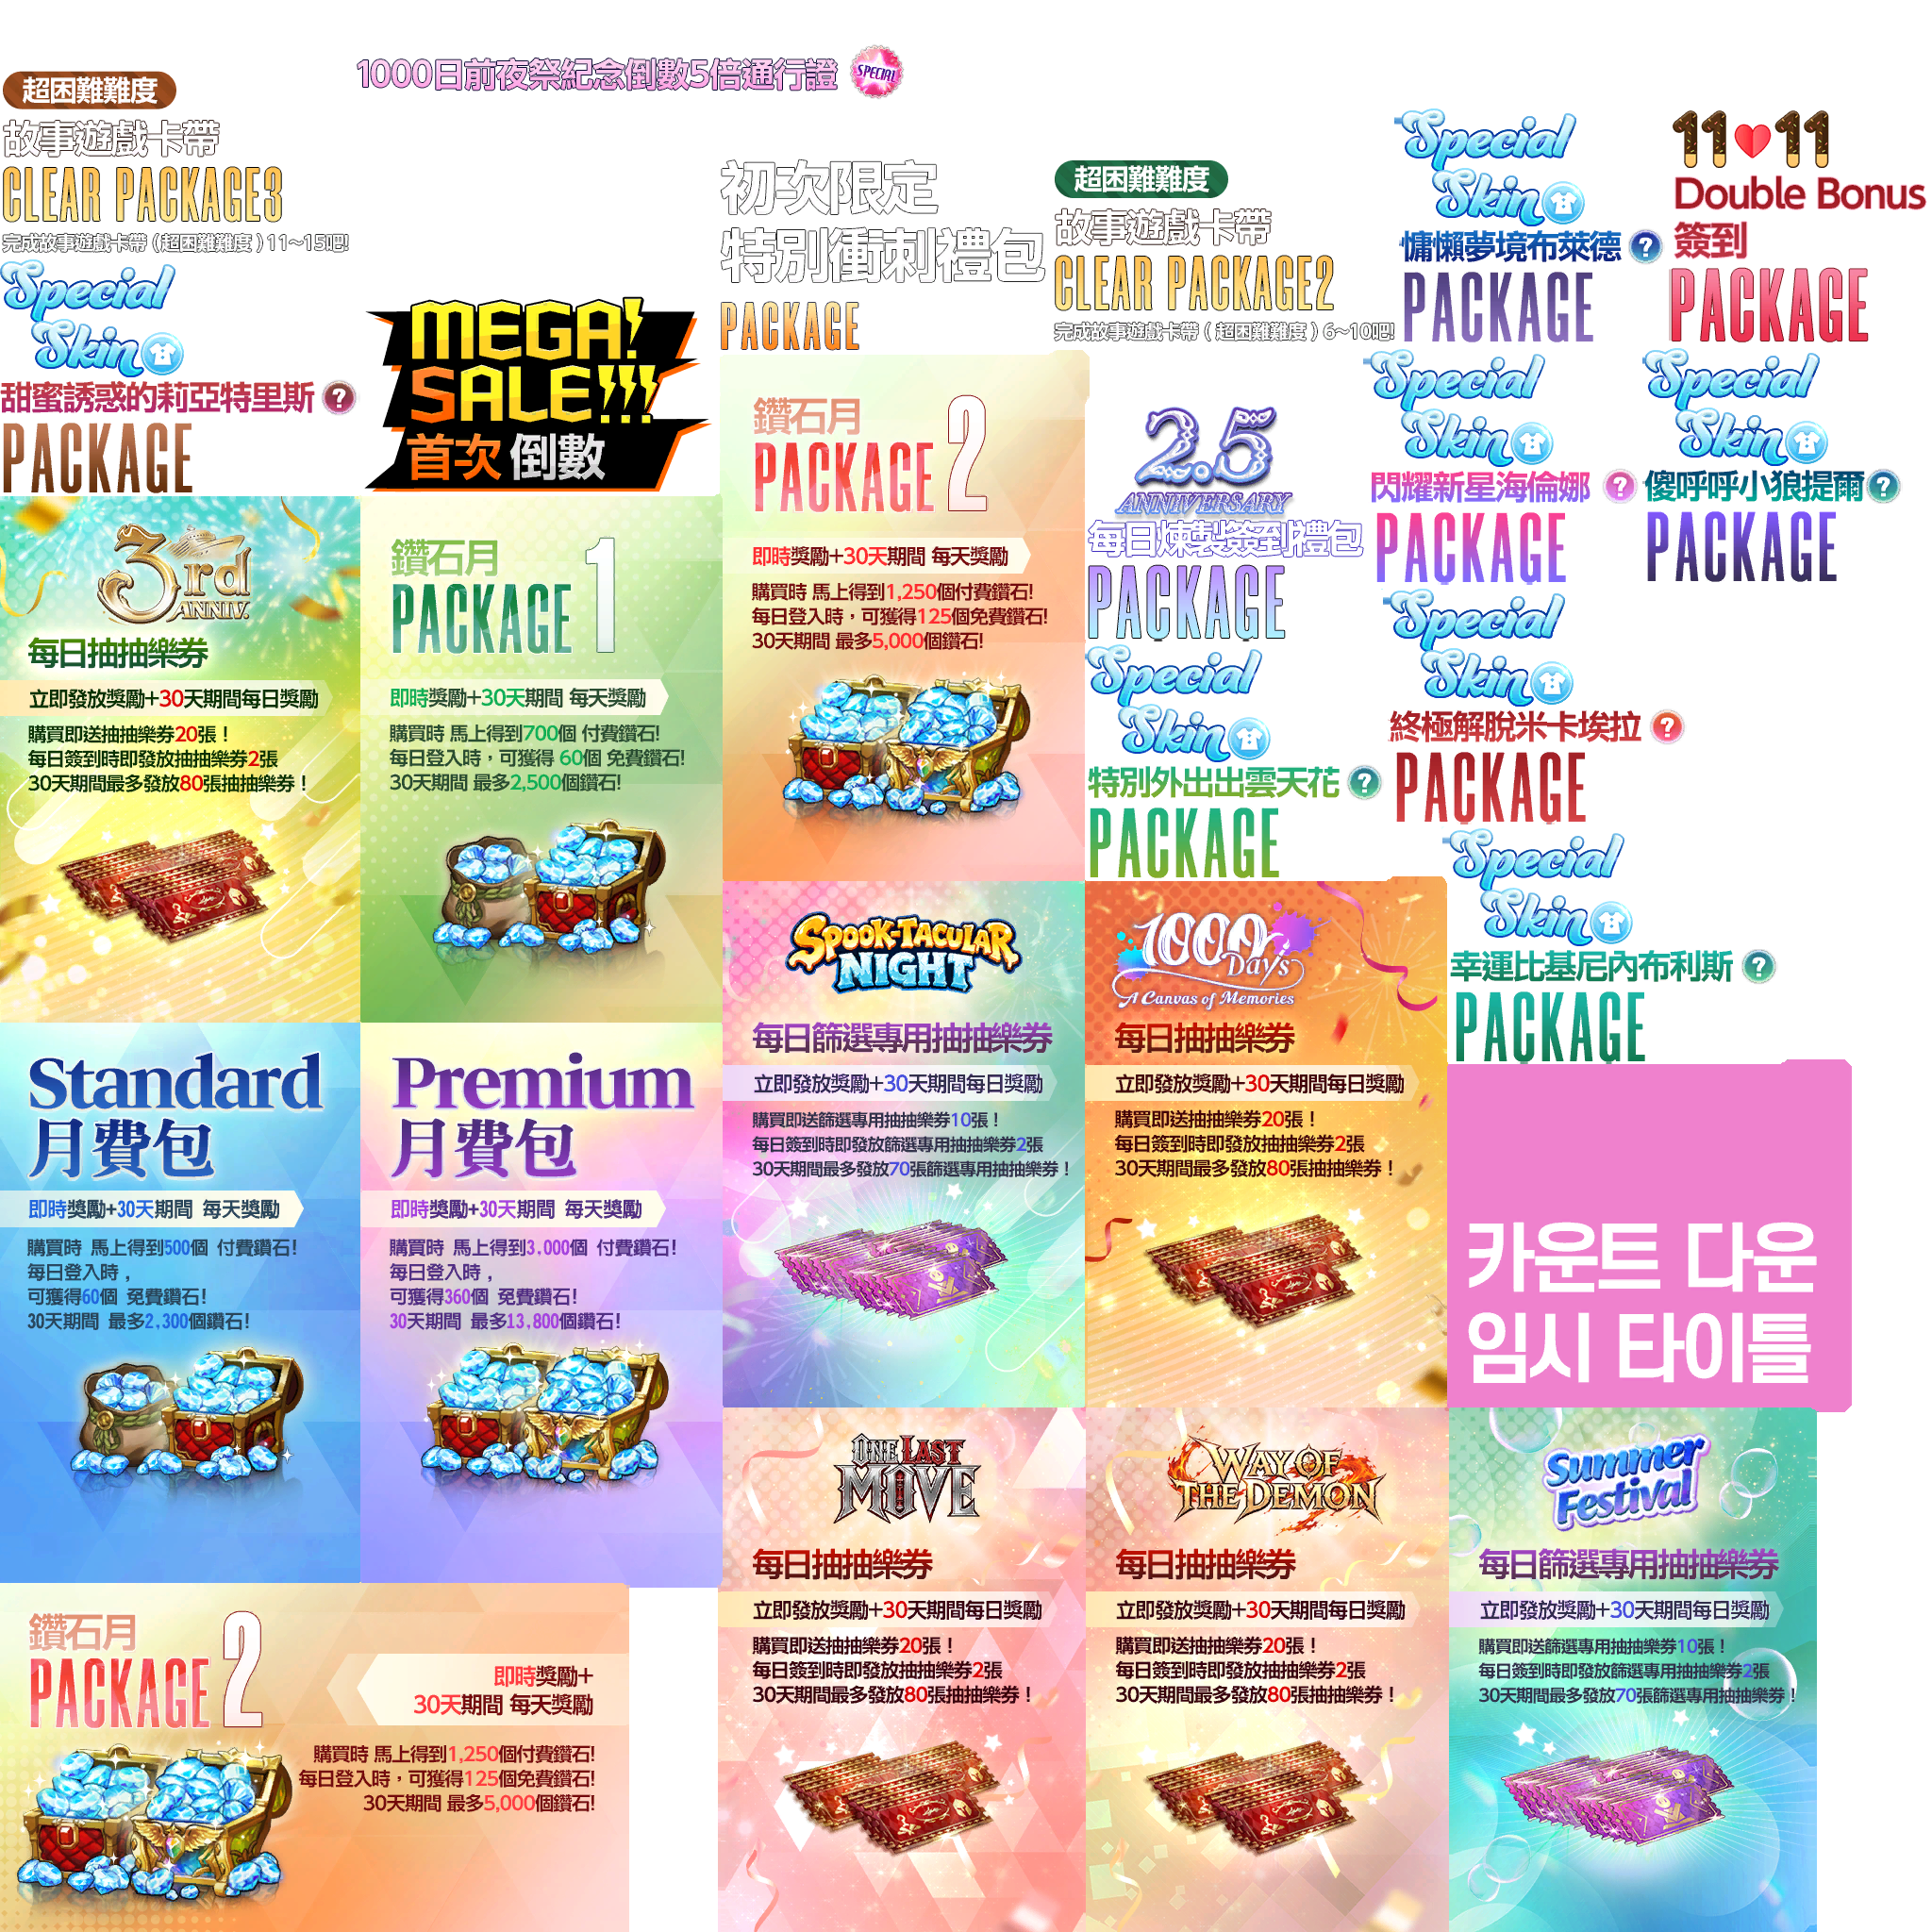 1000日前夜祭紀念倒數5倍通行證
SPECIAL
超困難難度
故事遊戲卡帶
CLEAR PACKAGE3
完成故事遊戲卡帶 (超困難難度) 11~15吧!
Special
Skin
甜蜜誘惑的莉亞特里斯 ?
PACKAGE
MEGA!
SALE!!!
首次 倒數
初次限定
特別衝刺禮包
PACKAGE
超困難難度
故事遊戲卡帶
CLEAR PACKAGE2
完成故事遊戲卡帶 ( 超困難難度 ) 6~10吧!
Special
Skin
慵懶夢境布萊德 ?
PACKAGE
11 11
Double Bonus
簽到
PACKAGE
Special
Skin
閃耀新星海倫娜 ?
PACKAGE
Special
Skin
傻呼呼小狼提爾 ?
PACKAGE
2.5
ANNIVERSARY
每日煉製簽到禮包
PACKAGE
Special
Skin
特別外出出雲天花 ?
PACKAGE
Special
Skin
終極解脫米卡埃拉 ?
PACKAGE
Special
Skin
幸運比基尼內布利斯 ?
PACKAGE
3rd
ANNIV.
每日抽抽樂券
立即發放獎勵+30天期間每日獎勵
購買即送抽抽樂券20張！
每日簽到時即發放抽抽樂券2張
30天期間最多發放80張抽抽樂券！
鑽石月
PACKAGE 1
即時獎勵+30天期間 每天獎勵
購買時 馬上得到700個 付費鑽石!
每日登入時，可獲得 60個 免費鑽石!
30天期間 最多2,500個鑽石!
鑽石月
PACKAGE 2
即時獎勵+30天期間 每天獎勵
購買時 馬上得到1,250個付費鑽石!
每日登入時，可獲得125個免費鑽石!
30天期間 最多5,000個鑽石!
SPOOK-TACULAR
NIGHT
每日篩選專用抽抽樂券
立即發放獎勵+30天期間每日獎勵
購買即送篩選專用抽抽樂券10張！
每日簽到時即發放篩選專用抽抽樂券2張
30天期間最多發放70張篩選專用抽抽樂券！
1000
Days
A Canvas of Memories
每日抽抽樂券
立即發放獎勵+30天期間每日獎勵
購買即送抽抽樂券20張！
每日簽到時即發放抽抽樂券2張
30天期間最多發放80張抽抽樂券！
카운트 다운
임시 타이틀
Standard
月費包
即時獎勵+30天期間 每天獎勵
購買時 馬上得到500個 付費鑽石!
每日登入時,
可獲得60個 免費鑽石!
30天期間 最多2,300個鑽石!
Premium
月費包
即時獎勵+30天期間 每天獎勵
購買時 馬上得到3.000個 付費鑽石!
每日登入時,
可獲得360個 免費鑽石!
30天期間 最多13,800個鑽石!
ONE LAST
MOVE
每日抽抽樂券
立即發放獎勵+30天期間每日獎勵
購買即送抽抽樂券20張！
每日簽到時即發放抽抽樂券2張
30天期間最多發放80張抽抽樂券！
WAY OF
THE DEMON
每日抽抽樂券
立即發放獎勵+30天期間每日獎勵
購買即送抽抽樂券20張！
每日簽到時即發放抽抽樂券2張
30天期間最多發放80張抽抽樂券！
Summer
Festival
每日篩選專用抽抽樂券
立即發放獎勵+30天期間每日獎勵
購買即送篩選專用抽抽樂券10張！
每日簽到時即發放篩選專用抽抽樂券2張
30天期間最多發放70張篩選專用抽抽樂券！
鑽石月
PACKAGE 2
即時獎勵+
30天期間 每天獎勵
購買時 馬上得到1,250個付費鑽石!
每日登入時，可獲得125個免費鑽石!
30天期間 最多5,000個鑽石!